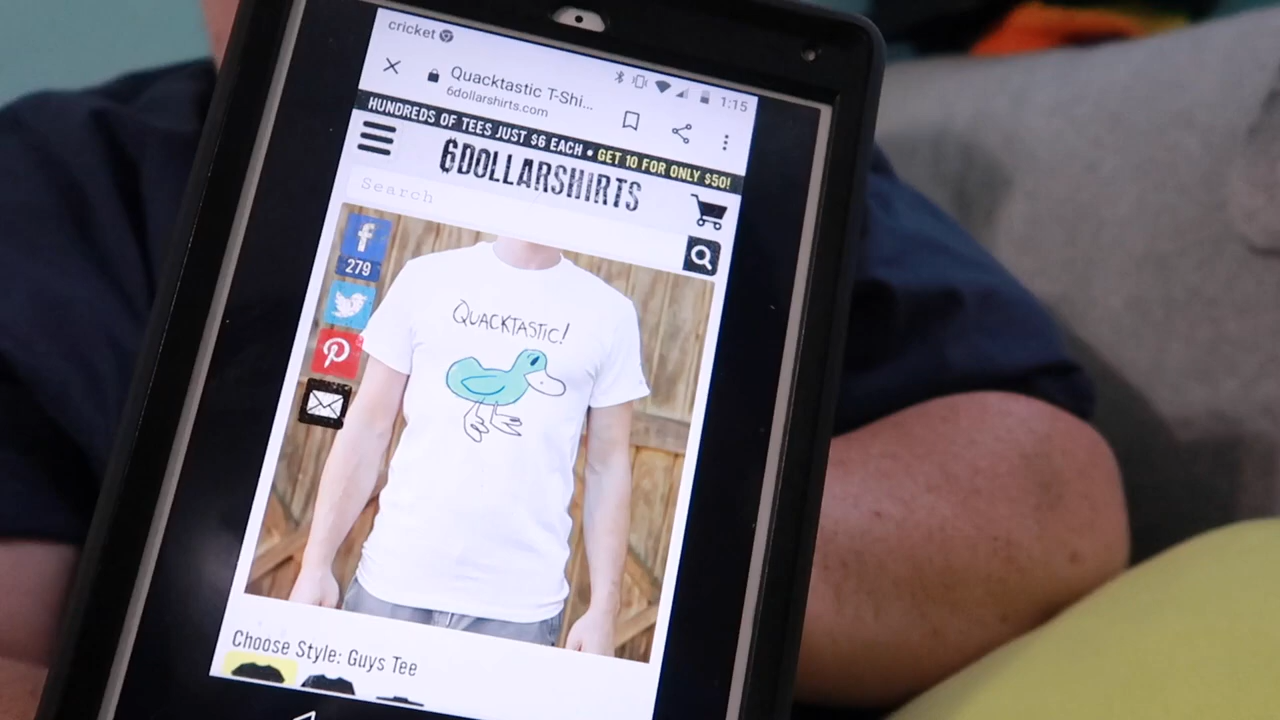 cricket
1:15
Quacktastic T-Shi...
6dollarshirts.com
HUNDREDS OF TEES JUST $6 EACH • GET 10 FOR ONLY $50!
6DOLLARSHIRTS
Search
f
279
QUACKTASTIC!
Choose Style: Guys Tee